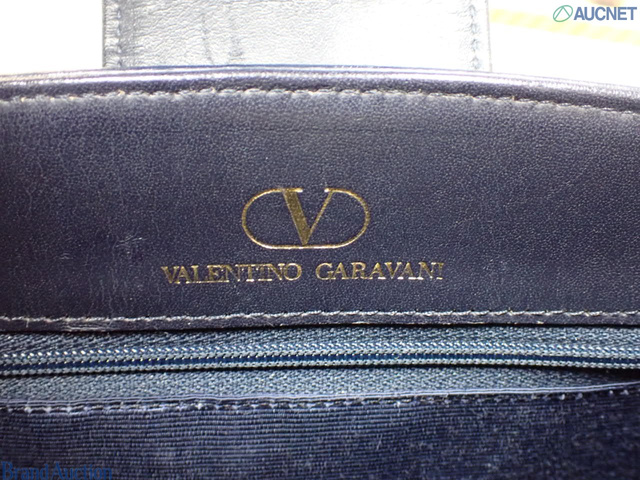 AUCNET
V
VALENTINO GARAVANI
Brand Auction